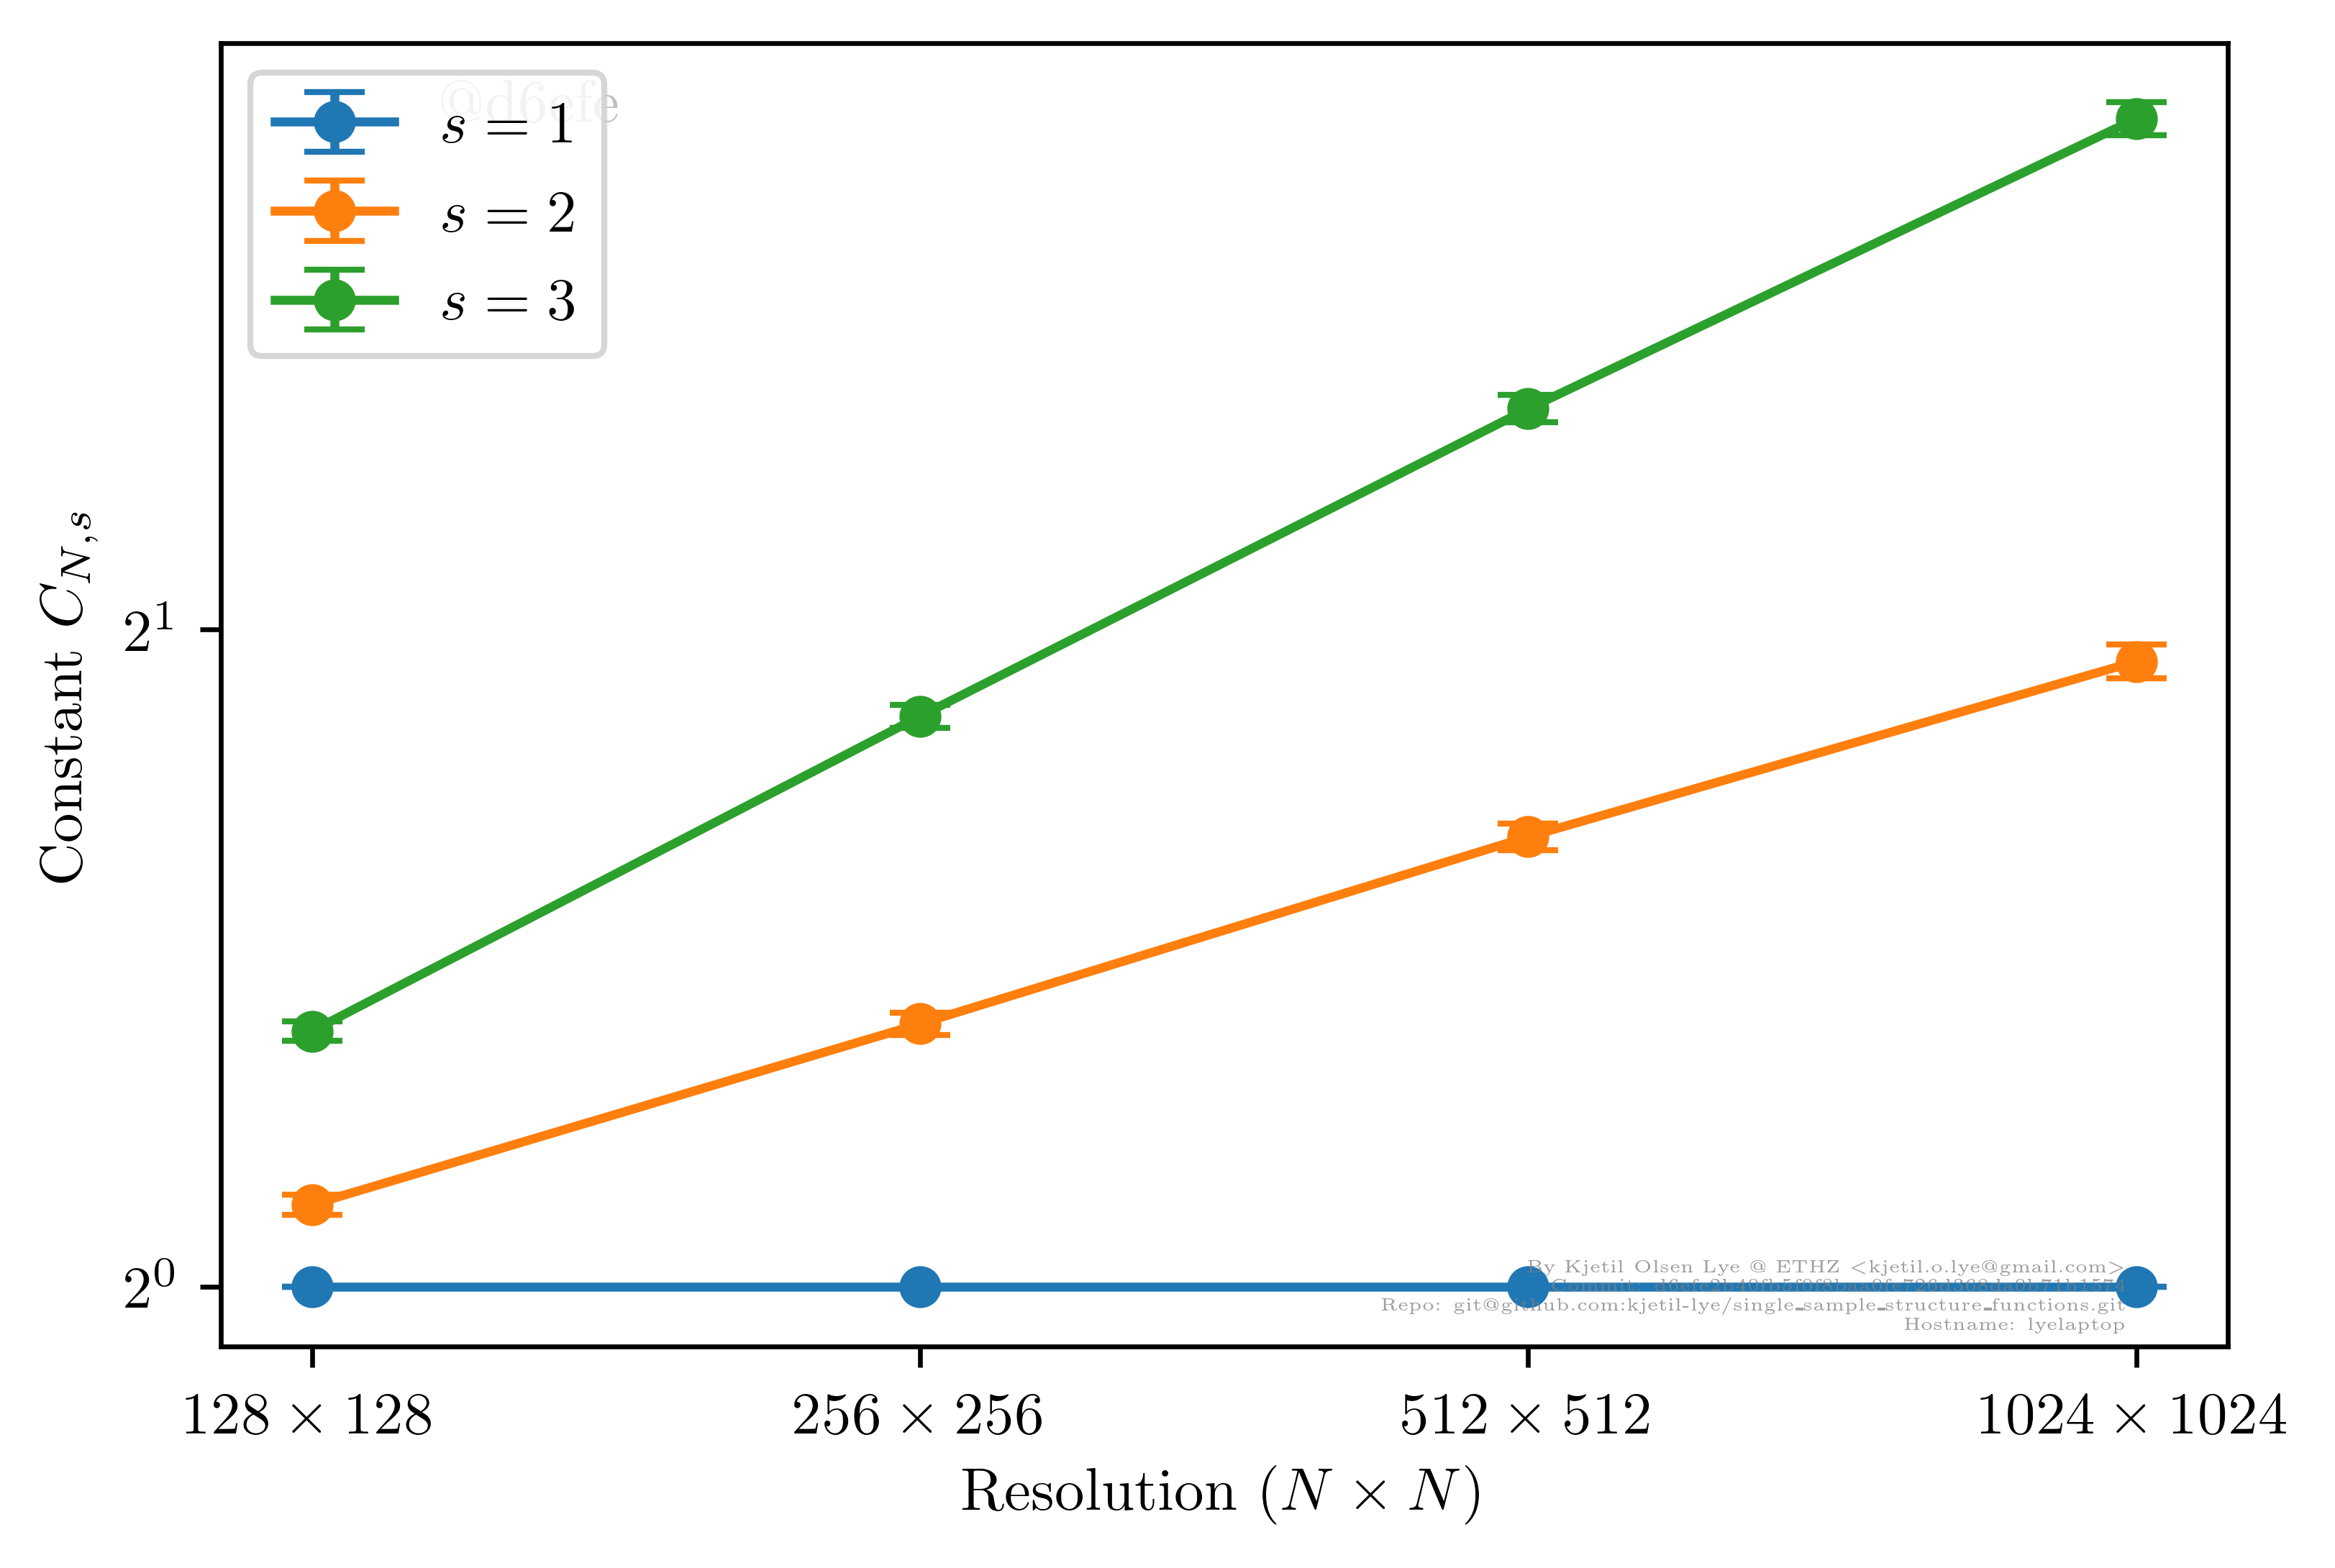 @d6efe
s = 1
s = 2
s = 3
Constant C_{N,s}
2^1
2^0
By Kjetil Olsen Lye @ ETHZ <kjetil.o.lye@gmail.com>
Repo: git@github.com:kjetil-lye/single_sample_structure_functions.git
Hostname: lyelaptop
128 × 128
256 × 256
512 × 512
1024 × 1024
Resolution (N × N)